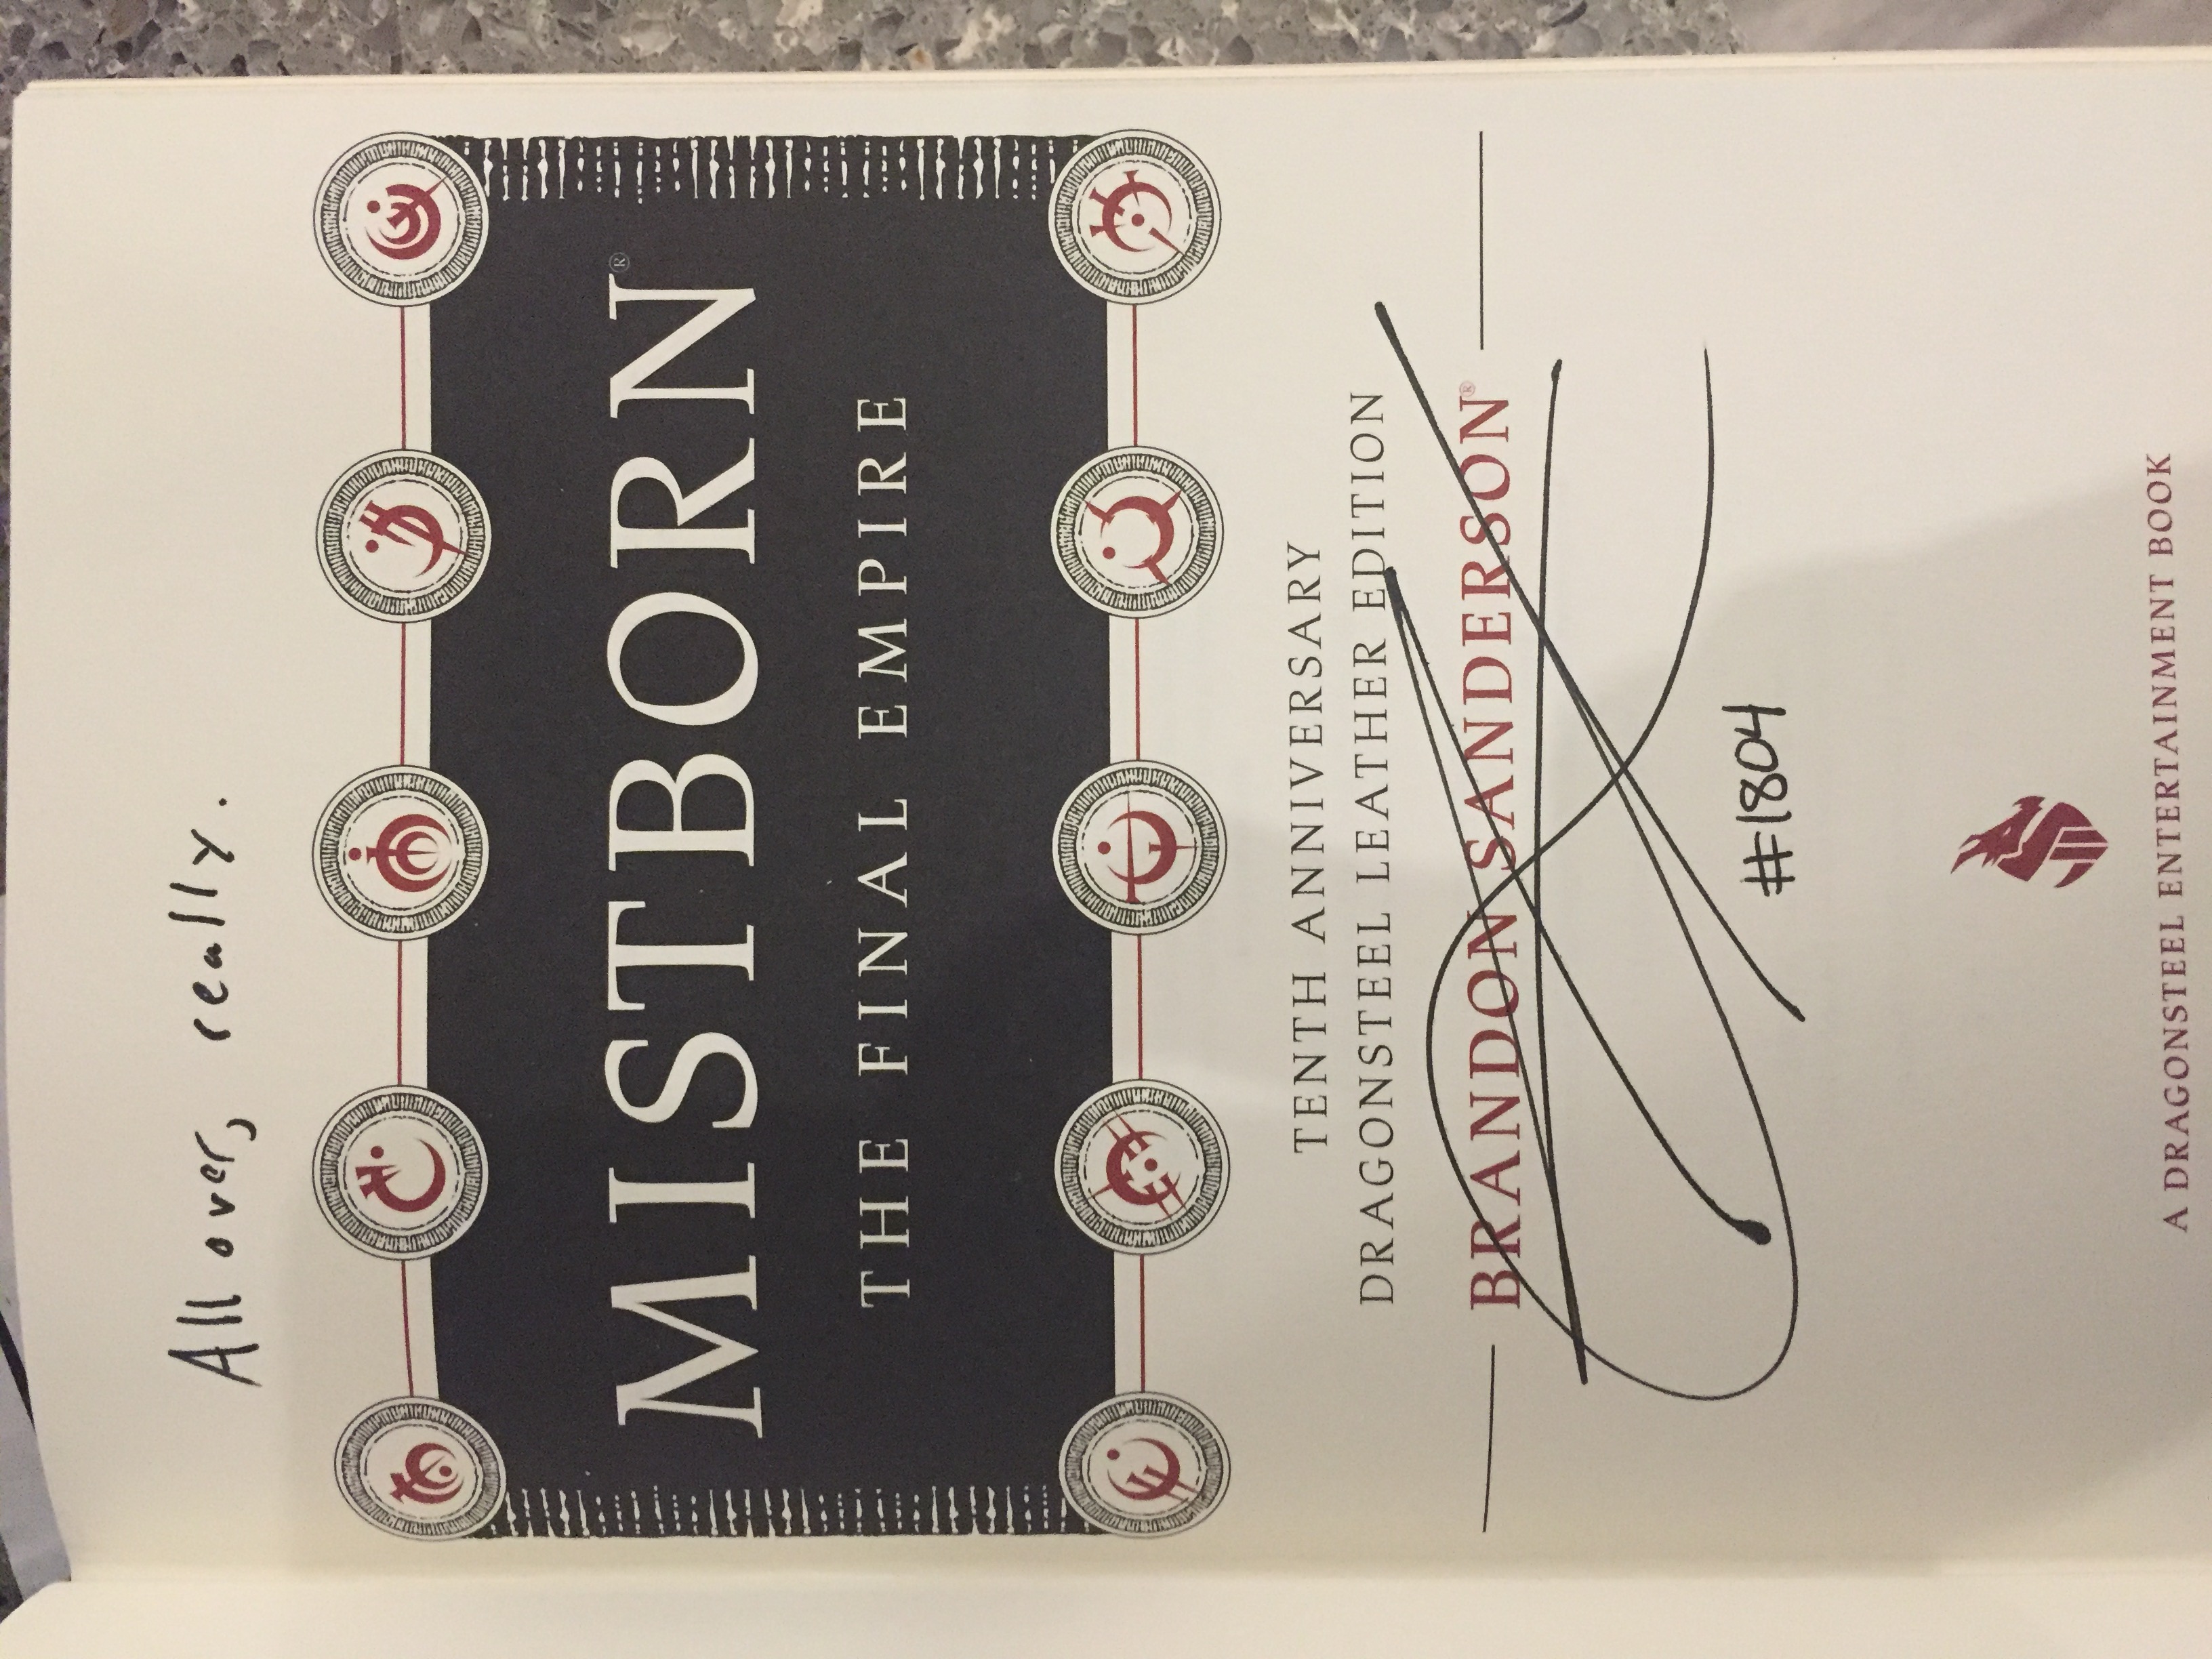 All over, really.
MISTBORN®
THE FINAL EMPIRE
TENTH ANNIVERSARY
DRAGONSTEEL LEATHER EDITION
BRANDON SANDERSON®
#1804
A DRAGONSTEEL ENTERTAINMENT BOOK